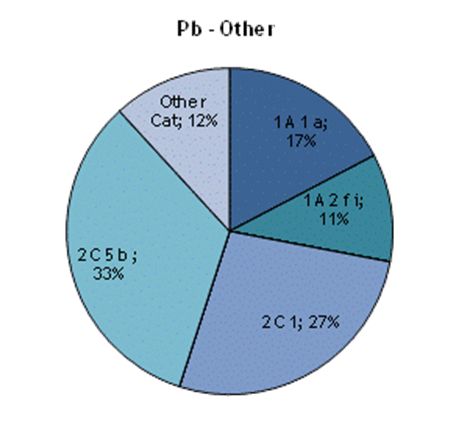 Pb - Other
Other
Cat; 12%
1 A 1 a;
17%
1 A 2 f i;
11%
2 C 5 b;
33%
2 C 1; 27%